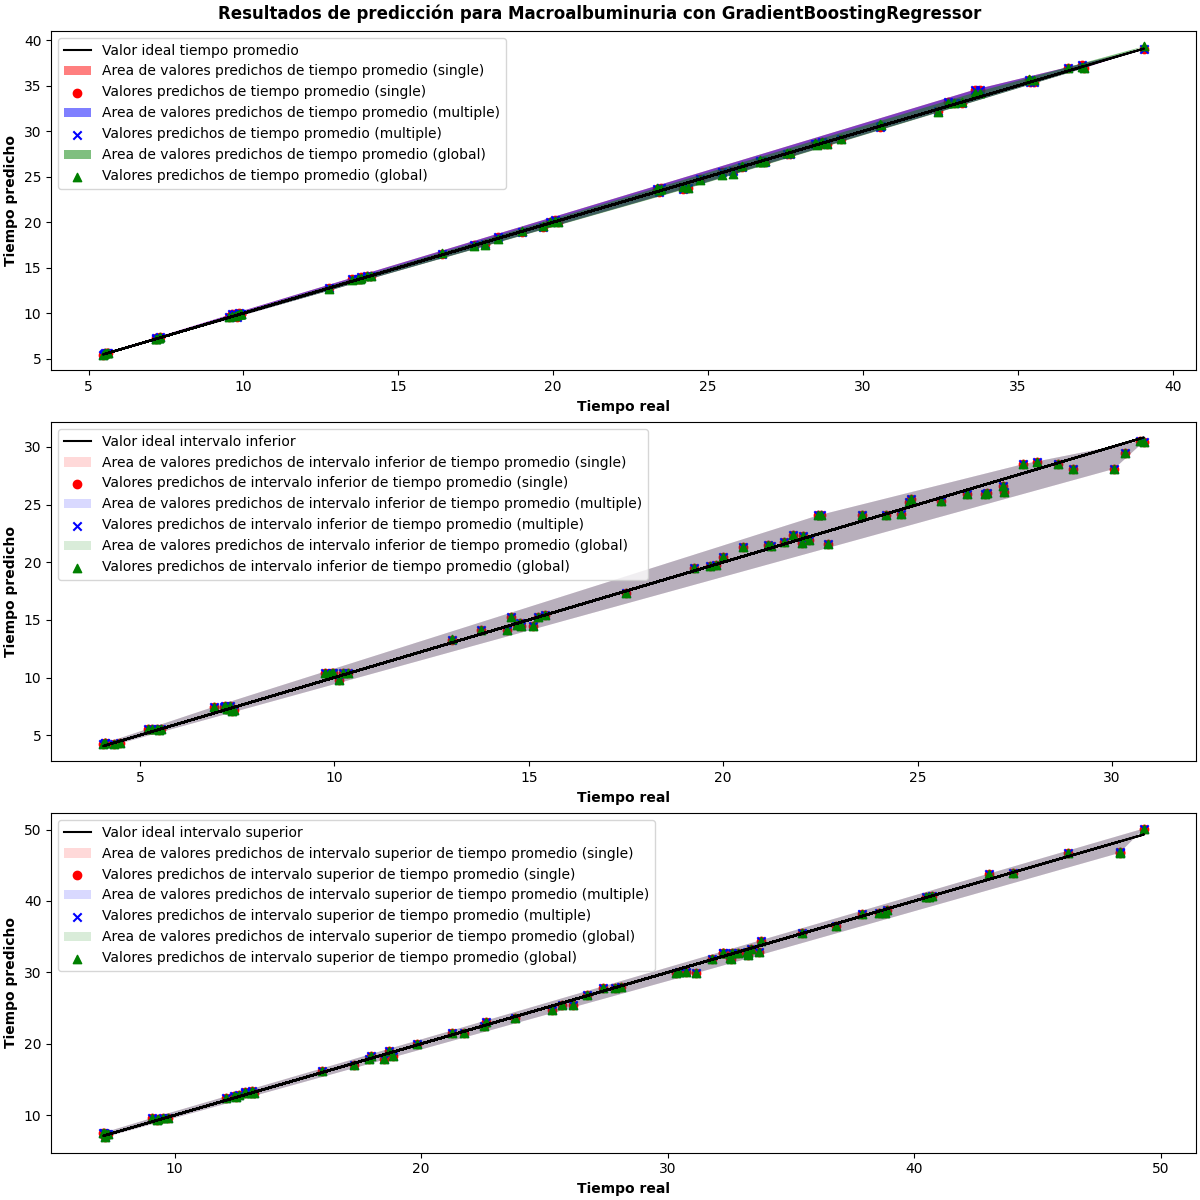 Resultados de predicción para Macroalbuminuria con GradientBoostingRegressor
Tiempo predicho
40
35
30
25
20
15
10
5
Valor ideal tiempo promedio
Area de valores predichos de tiempo promedio (single)
Valores predichos de tiempo promedio (single)
Area de valores predichos de tiempo promedio (multiple)
Valores predichos de tiempo promedio (multiple)
Area de valores predichos de tiempo promedio (global)
Valores predichos de tiempo promedio (global)
5 10 15 20 25 30 35 40
Tiempo real
Tiempo predicho
30
25
20
15
10
5
Valor ideal intervalo inferior
Area de valores predichos de intervalo inferior de tiempo promedio (single)
Valores predichos de intervalo inferior de tiempo promedio (single)
Area de valores predichos de intervalo inferior de tiempo promedio (multiple)
Valores predichos de intervalo inferior de tiempo promedio (multiple)
Area de valores predichos de intervalo inferior de tiempo promedio (global)
Valores predichos de intervalo inferior de tiempo promedio (global)
5 10 15 20 25 30
Tiempo real
Tiempo predicho
50
40
30
20
10
Valor ideal intervalo superior
Area de valores predichos de intervalo superior de tiempo promedio (single)
Valores predichos de intervalo superior de tiempo promedio (single)
Area de valores predichos de intervalo superior de tiempo promedio (multiple)
Valores predichos de intervalo superior de tiempo promedio (multiple)
Area de valores predichos de intervalo superior de tiempo promedio (global)
Valores predichos de intervalo superior de tiempo promedio (global)
10 20 30 40 50
Tiempo real